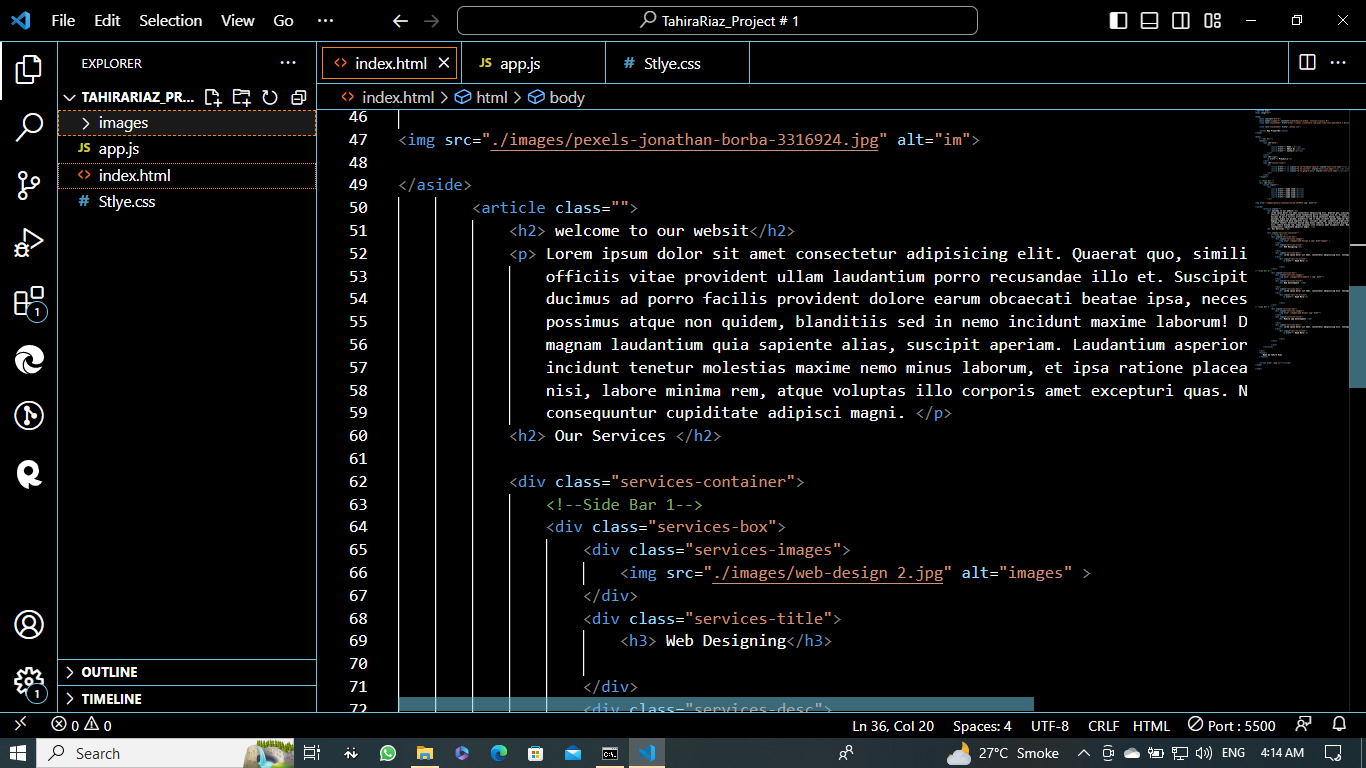 File Edit Selection View Go ··· TahiraRiaz_Project # 1
EXPLORER ···
TAHIRARIAZ_PR...
images
JS app.js
<> index.html
# Stlye.css
OUTLINE
TIMELINE
<> index.html × JS app.js # Stlye.css ···
<> index.html > html > body
46
47 <img src="./images/pexels-jonathan-borba-3316924.jpg" alt="im">
48
49 </aside>
50 <article class="">
51 <h2> welcome to our websit</h2>
52 <p> Lorem ipsum dolor sit amet consectetur adipisicing elit. Quaerat quo, simili
53 officiis vitae provident ullam laudantium porro recusandae illo et. Suscipit
54 ducimus ad porro facilis provident dolore earum obcaecati beatae ipsa, neces
55 possimus atque non quidem, blanditiis sed in nemo incidunt maxime laborum! D
56 magnam laudantium quia sapiente alias, suscipit aperiam. Laudantium asperior
57 incidunt tenetur molestias maxime nemo minus laborum, et ipsa ratione placea
58 nisi, labore minima rem, atque voluptas illo corporis amet excepturi quas. N
59 consequuntur cupiditate adipisci magni. </p>
60 <h2> Our Services </h2>
61
62 <div class="services-container">
63 <!--Side Bar 1-->
64 <div class="services-box">
65 <div class="services-images">
66 <img src="./images/web-design 2.jpg" alt="images" >
67 </div>
68 <div class="services-title">
69 <h3> Web Designing</h3>
70
71 </div>
72 <div class="services-desc">
1
1
0 0 Ln 36, Col 20 Spaces: 4 UTF-8 CRLF HTML Port : 5500
Search 27°C Smoke ENG 4:14 AM